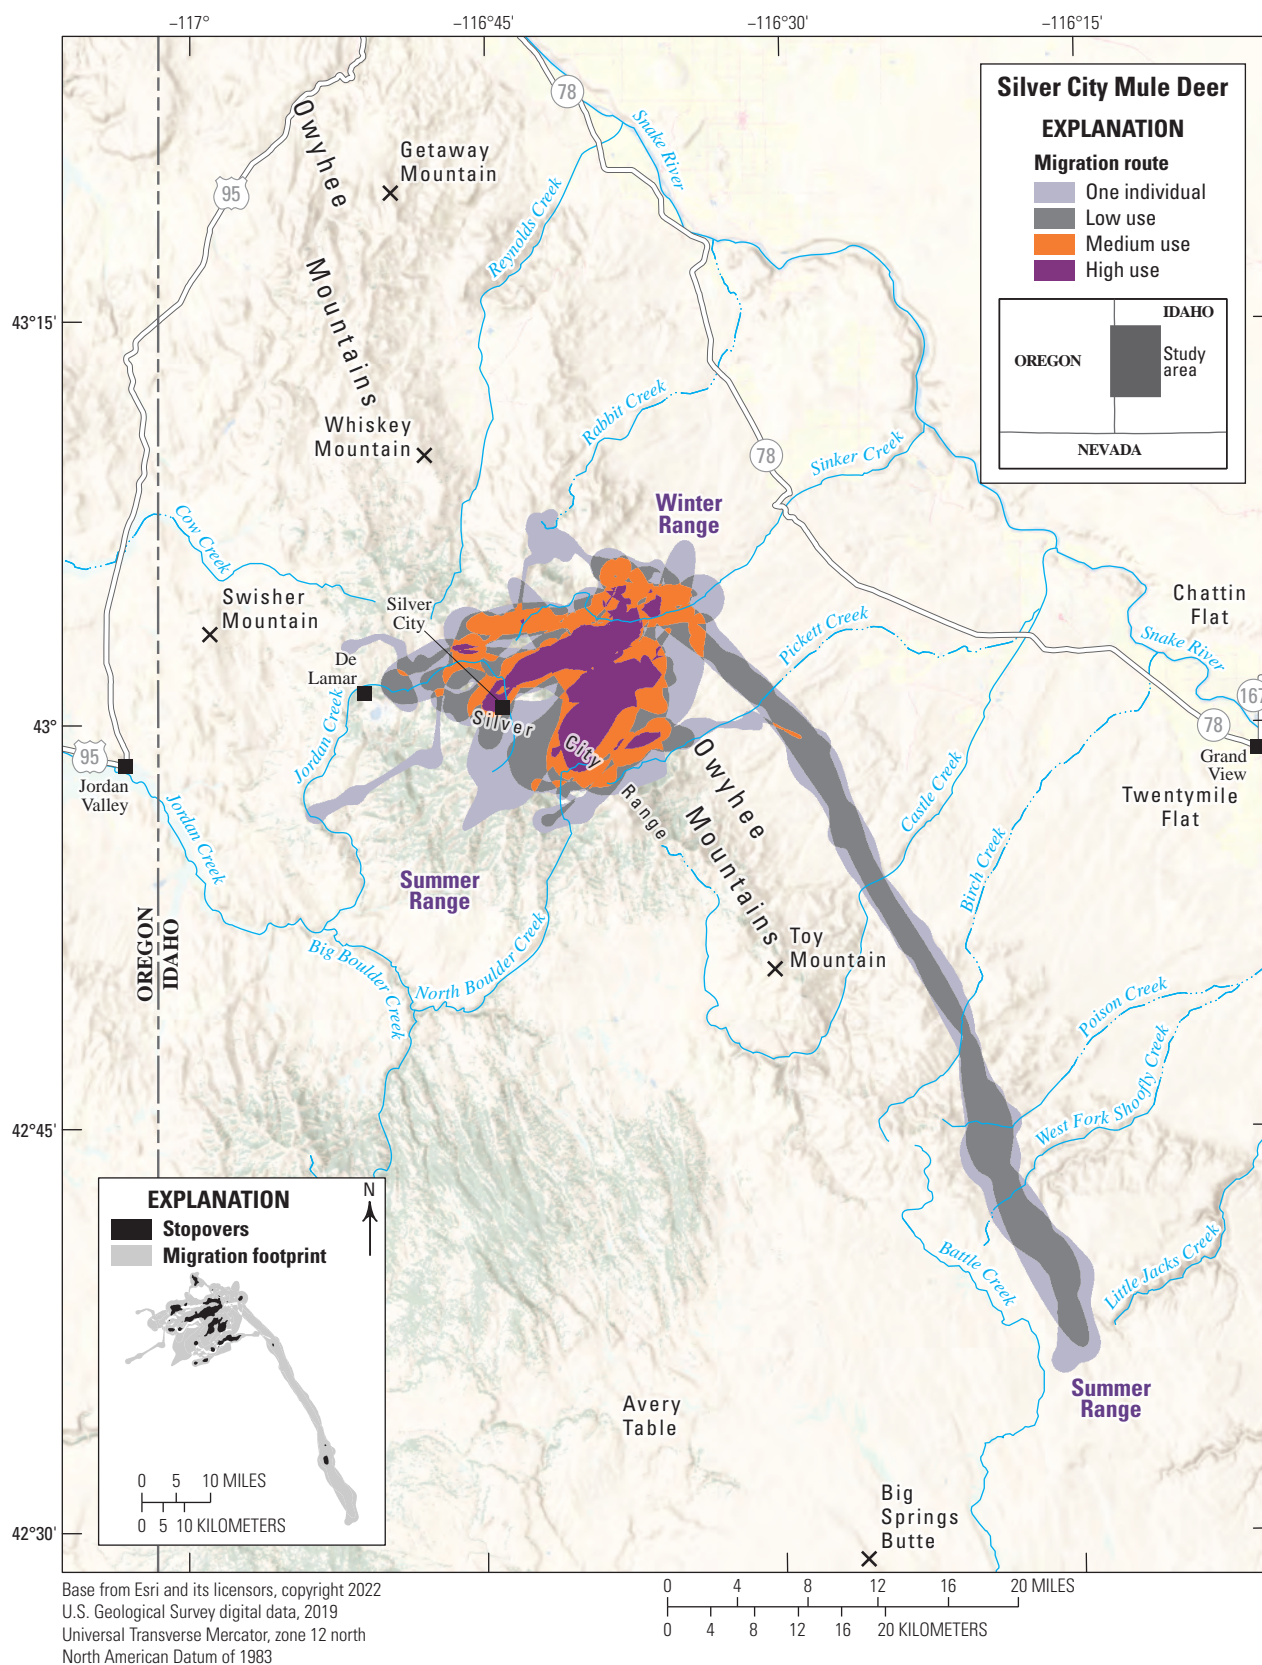 −117°
−116°45'
−116°30'
−116°15'
43°15'
43°
42°45'
42°30'
Silver City Mule Deer
EXPLANATION
Migration route
One individual
Low use
Medium use
High use
IDAHO
OREGON
Study
area
NEVADA
78
95
Owyhee
Mountains
Getaway
Mountain
Snake River
Reynolds Creek
Whiskey
Mountain
Rabbit Creek
78
Sinker Creek
Winter
Range
Cow Creek
Swisher
Mountain
Silver
City
De
Lamar
Pickett Creek
Chattin
Flat
Snake River
167
78
Grand
View
Twentymile
Flat
95
Jordan
Valley
Jordan Creek
Jordan Creek
Silver
City
Range
Owyhee
Mountains
Castle Creek
Birch Creek
Summer
Range
OREGON
IDAHO
Big Boulder Creek
North Boulder Creek
Toy
Mountain
Poison Creek
West Fork Shoofly Creek
Battle Creek
Little Jacks Creek
Summer
Range
Avery
Table
Big
Springs
Butte
EXPLANATION
N
Stopovers
Migration footprint
0 5 10 MILES
0 5 10 KILOMETERS
Base from Esri and its licensors, copyright 2022
U.S. Geological Survey digital data, 2019
Universal Transverse Mercator, zone 12 north
North American Datum of 1983
0 4 8 12 16 20 MILES
0 4 8 12 16 20 KILOMETERS